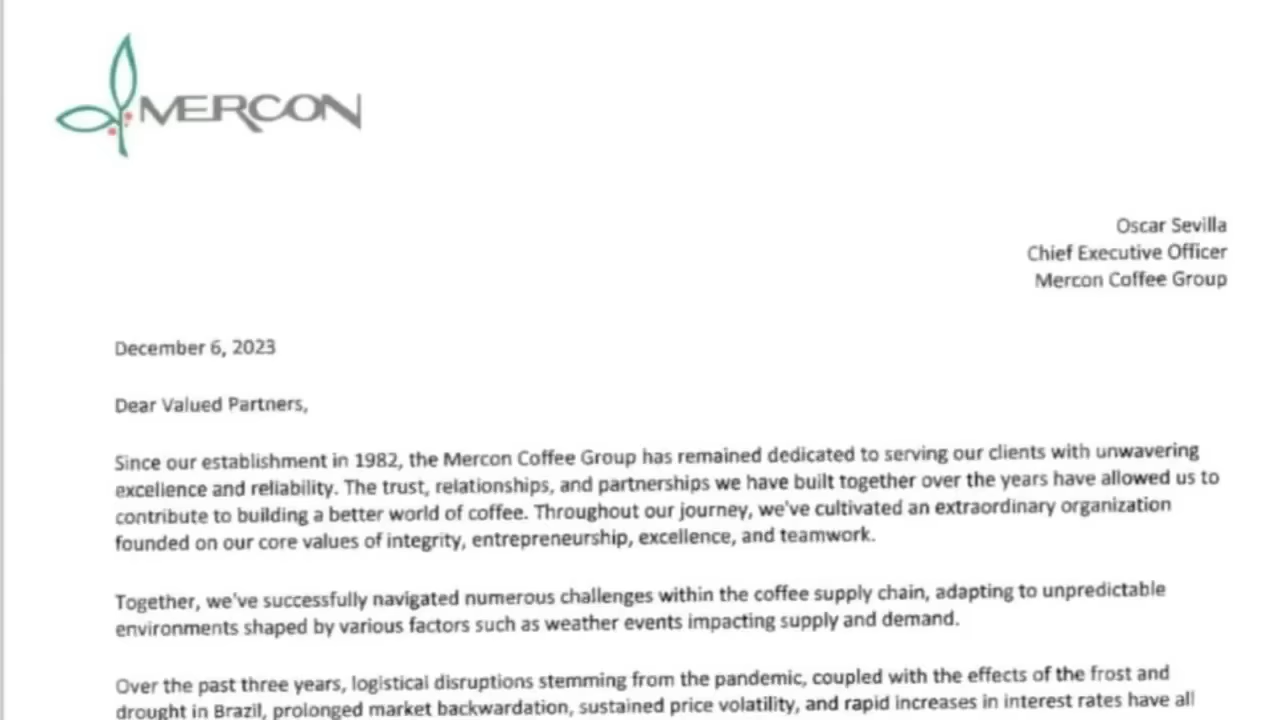 MERCON
Oscar Sevilla
Chief Executive Officer
Mercon Coffee Group
December 6, 2023
Dear Valued Partners,
Since our establishment in 1982, the Mercon Coffee Group has remained dedicated to serving our clients with unwavering
excellence and reliability. The trust, relationships, and partnerships we have built together over the years have allowed us to
contribute to building a better world of coffee. Throughout our journey, we've cultivated an extraordinary organization
founded on our core values of integrity, entrepreneurship, excellence, and teamwork.
Together, we've successfully navigated numerous challenges within the coffee supply chain, adapting to unpredictable
environments shaped by various factors such as weather events impacting supply and demand.
Over the past three years, logistical disruptions stemming from the pandemic, coupled with the effects of the frost and
drought in Brazil, prolonged market backwardation, sustained price volatility, and rapid increases in interest rates have all